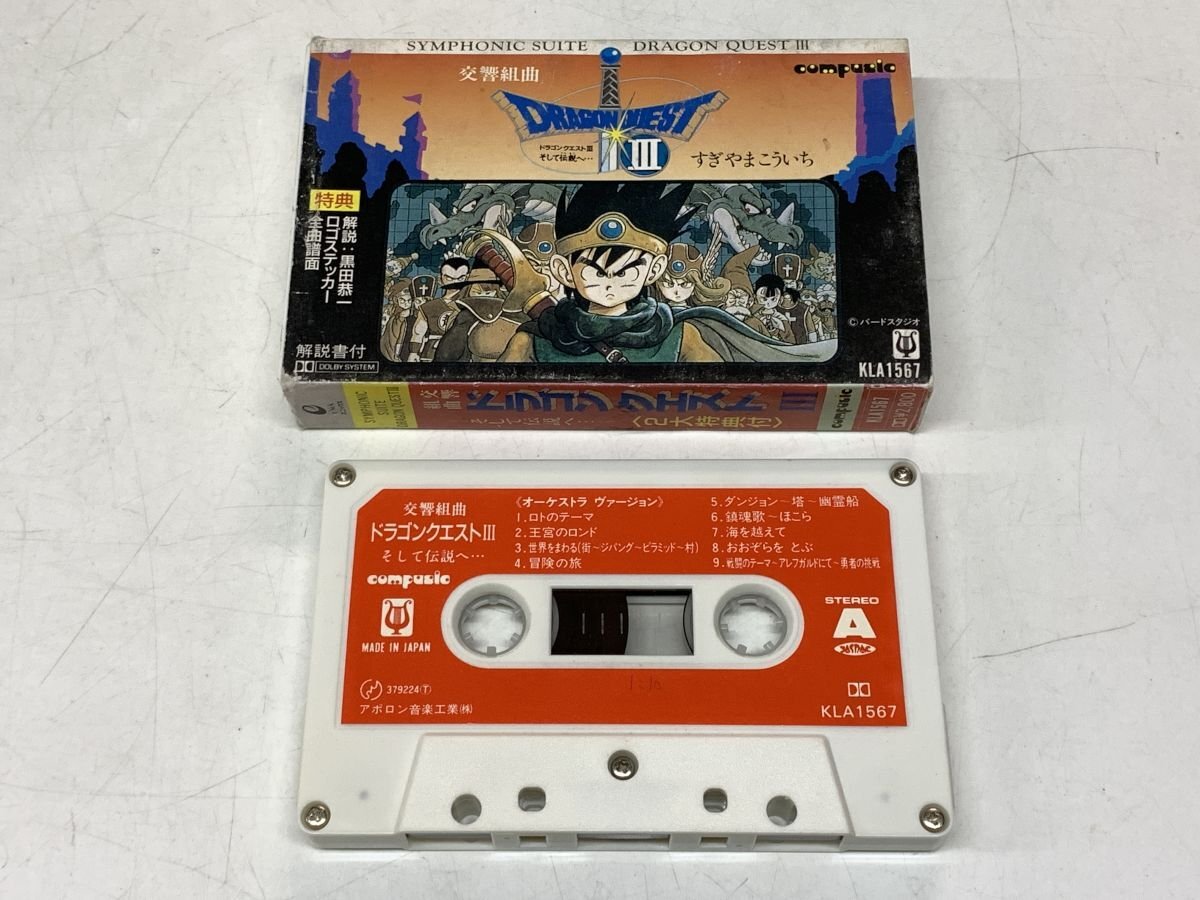 SYMPHONIC SUITE DRAGON QUEST III
交響組曲
compusic
DRAGON QUEST
III
ドラゴンクエストIII
そして伝説へ…
すぎやまこういち
特典
解説:黒田恭一
ロゴステッカー
全曲譜面
解説書付
DOLBY SYSTEM
©バードスタジオ
KLA1567
SYMPHONIC
SUITE
DRAGON QUEST III
交響
組曲
ドラゴンクエストIII
そして伝説へ…
〈2大特典付〉
compusic
KLA1567
¥2,800
交響組曲
ドラゴンクエストIII
そして伝説へ…
compusic
MADE IN JAPAN
379224Ⓣ
アポロン音楽工業㈱
《オーケストラ ヴァージョン》
1.ロトのテーマ
2.王宮のロンド
3.世界をまわる(街~ジパング~ピラミッド~村)
4.冒険の旅
5.ダンジョン~塔~幽霊船
6.鎮魂歌~ほこら
7.海を越えて
8.おおぞらを とぶ
9.戦闘のテーマ~アレフガルドにて~勇者の挑戦
STEREO
A
JASRAC
KLA1567